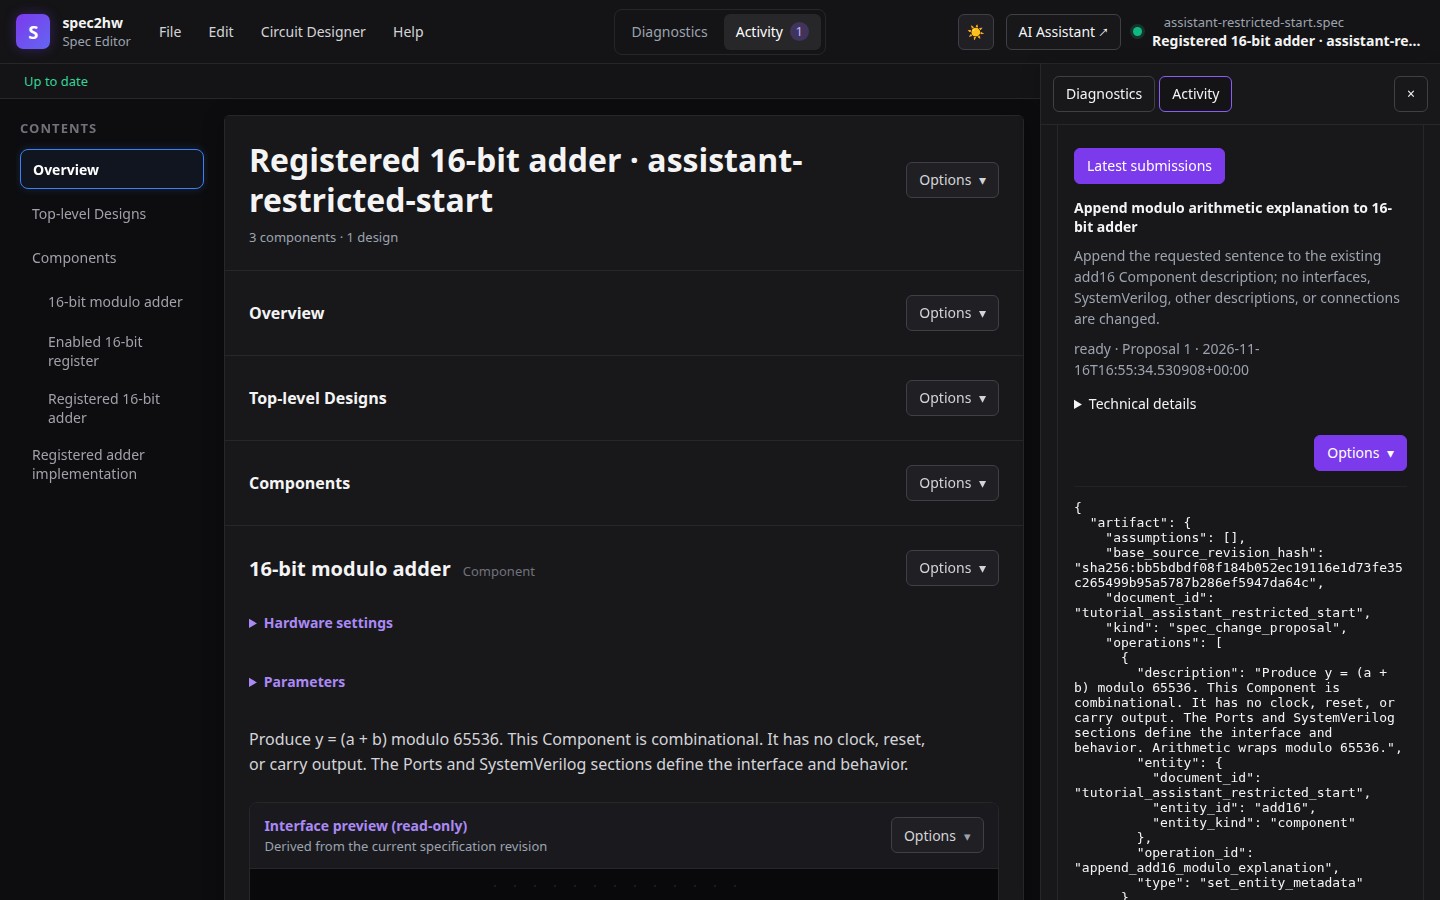 S
spec2hw
Spec Editor
File
Edit
Circuit Designer
Help
Diagnostics
Activity 1
AI Assistant ↗
assistant-restricted-start.spec
Registered 16-bit adder · assistant-re...
Up to date
CONTENTS
Overview
Top-level Designs
Components
16-bit modulo adder
Enabled 16-bit
register
Registered 16-bit
adder
Registered adder
implementation
Registered 16-bit adder · assistant-
restricted-start
3 components · 1 design
Options ▾
Overview
Options ▾
Top-level Designs
Options ▾
Components
Options ▾
16-bit modulo adder Component
Options ▾
▶ Hardware settings
▶ Parameters
Produce y = (a + b) modulo 65536. This Component is combinational. It has no clock, reset,
or carry output. The Ports and SystemVerilog sections define the interface and behavior.
Interface preview (read-only)
Derived from the current specification revision
Options ▾
Diagnostics
Activity
×
Latest submissions
Append modulo arithmetic explanation to 16-
bit adder
Append the requested sentence to the existing
add16 Component description; no interfaces,
SystemVerilog, other descriptions, or connections
are changed.
ready · Proposal 1 · 2026-11-
16T16:55:34.530908+00:00
▶ Technical details
Options ▾
{
"artifact": {
"assumptions": [],
"base_source_revision_hash":
"sha256:bb5bdbdf08f184b052ec19116e1d73fe35
c265499b95a5787b286ef5947da64c",
"document_id":
"tutorial_assistant_restricted_start",
"kind": "spec_change_proposal",
"operations": [
{
"description": "Produce y = (a +
b) modulo 65536. This Component is
combinational. It has no clock, reset, or
carry output. The Ports and SystemVerilog
sections define the interface and
behavior. Arithmetic wraps modulo 65536.",
"entity": {
"document_id":
"tutorial_assistant_restricted_start",
"entity_id": "add16",
"entity_kind": "component"
},
"operation_id":
"append_add16_modulo_explanation",
"type": "set_entity_metadata"
}